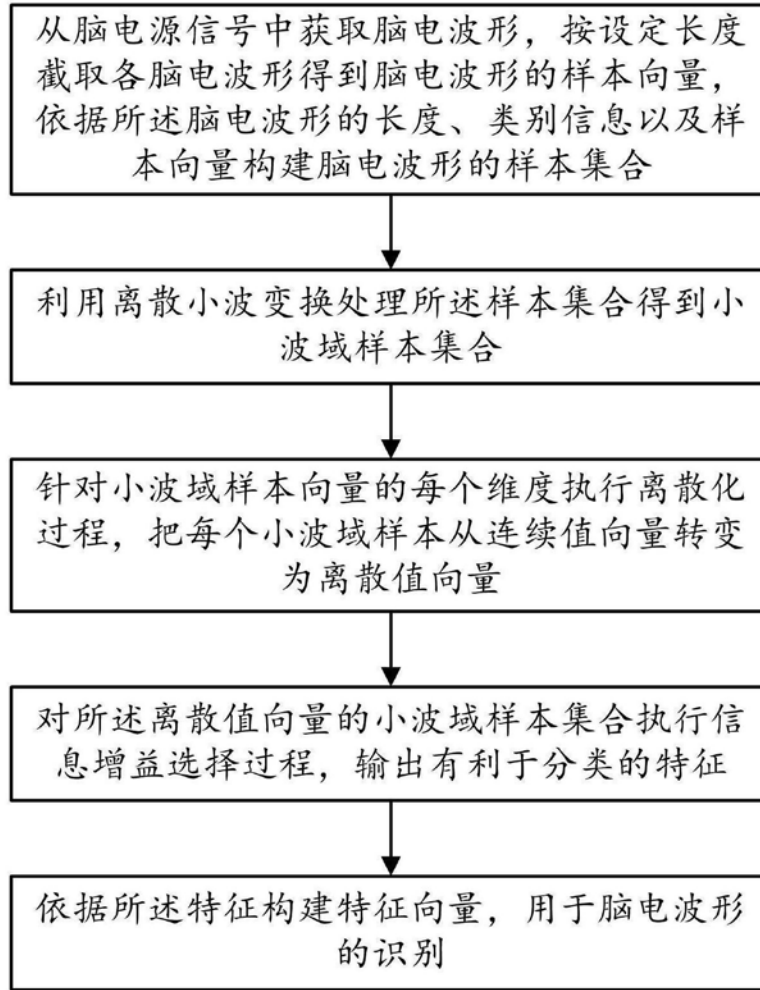 从脑电源信号中获取脑电波形，按设定长度
截取各脑电波形得到脑电波形的样本向量，
依据所述脑电波形的长度、类别信息以及样
本向量构建脑电波形的样本集合
利用离散小波变换处理所述样本集合得到小
波域样本集合
针对小波域样本向量的每个维度执行离散化
过程，把每个小波域样本从连续值向量转变
为离散值向量
对所述离散值向量的小波域样本集合执行信
息增益选择过程，输出有利于分类的特征
依据所述特征构建特征向量，用于脑电波形
的识别